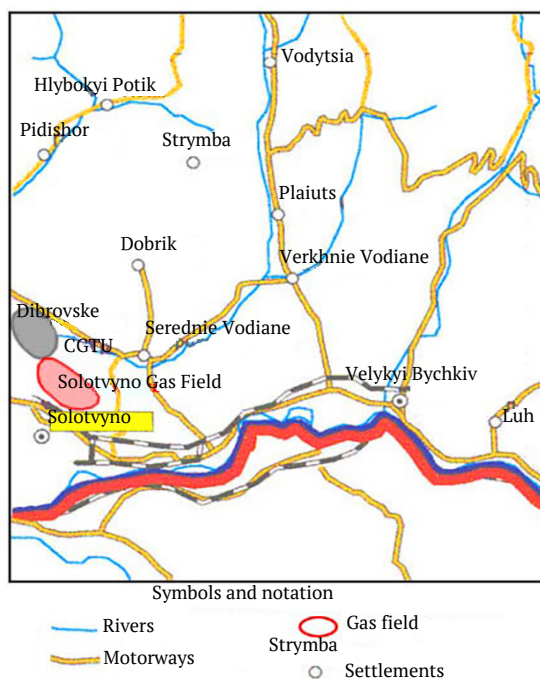 Vodytsia
Hlybokyi Potik
Pidishor
Strymba
Plaiuts
Dobrik
Verkhnie Vodiane
Dibrovske
Serednie Vodiane
CGTU
Velykyi Bychkiv
Solotvyno Gas Field
Solotvyno
Luh
Symbols and notation
Rivers
Gas field
Strymba
Motorways
Settlements